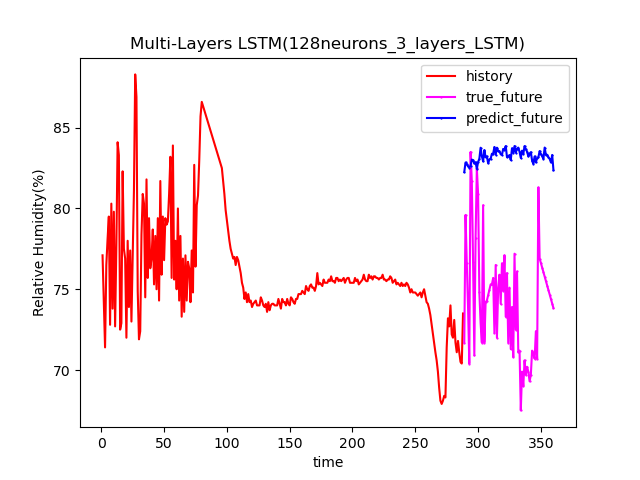 Multi-Layers LSTM(128neurons_3_layers_LSTM)
history
true_future
predict_future
Relative Humidity(%)
85
80
75
70
0 50 100 150 200 250 300 350
time